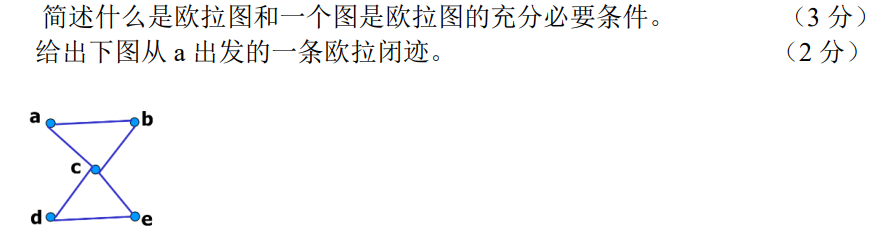 简述什么是欧拉图和一个图是欧拉图的充分必要条件。 （3 分）
给出下图从 a 出发的一条欧拉闭迹。 （2 分）
a b
c
d e